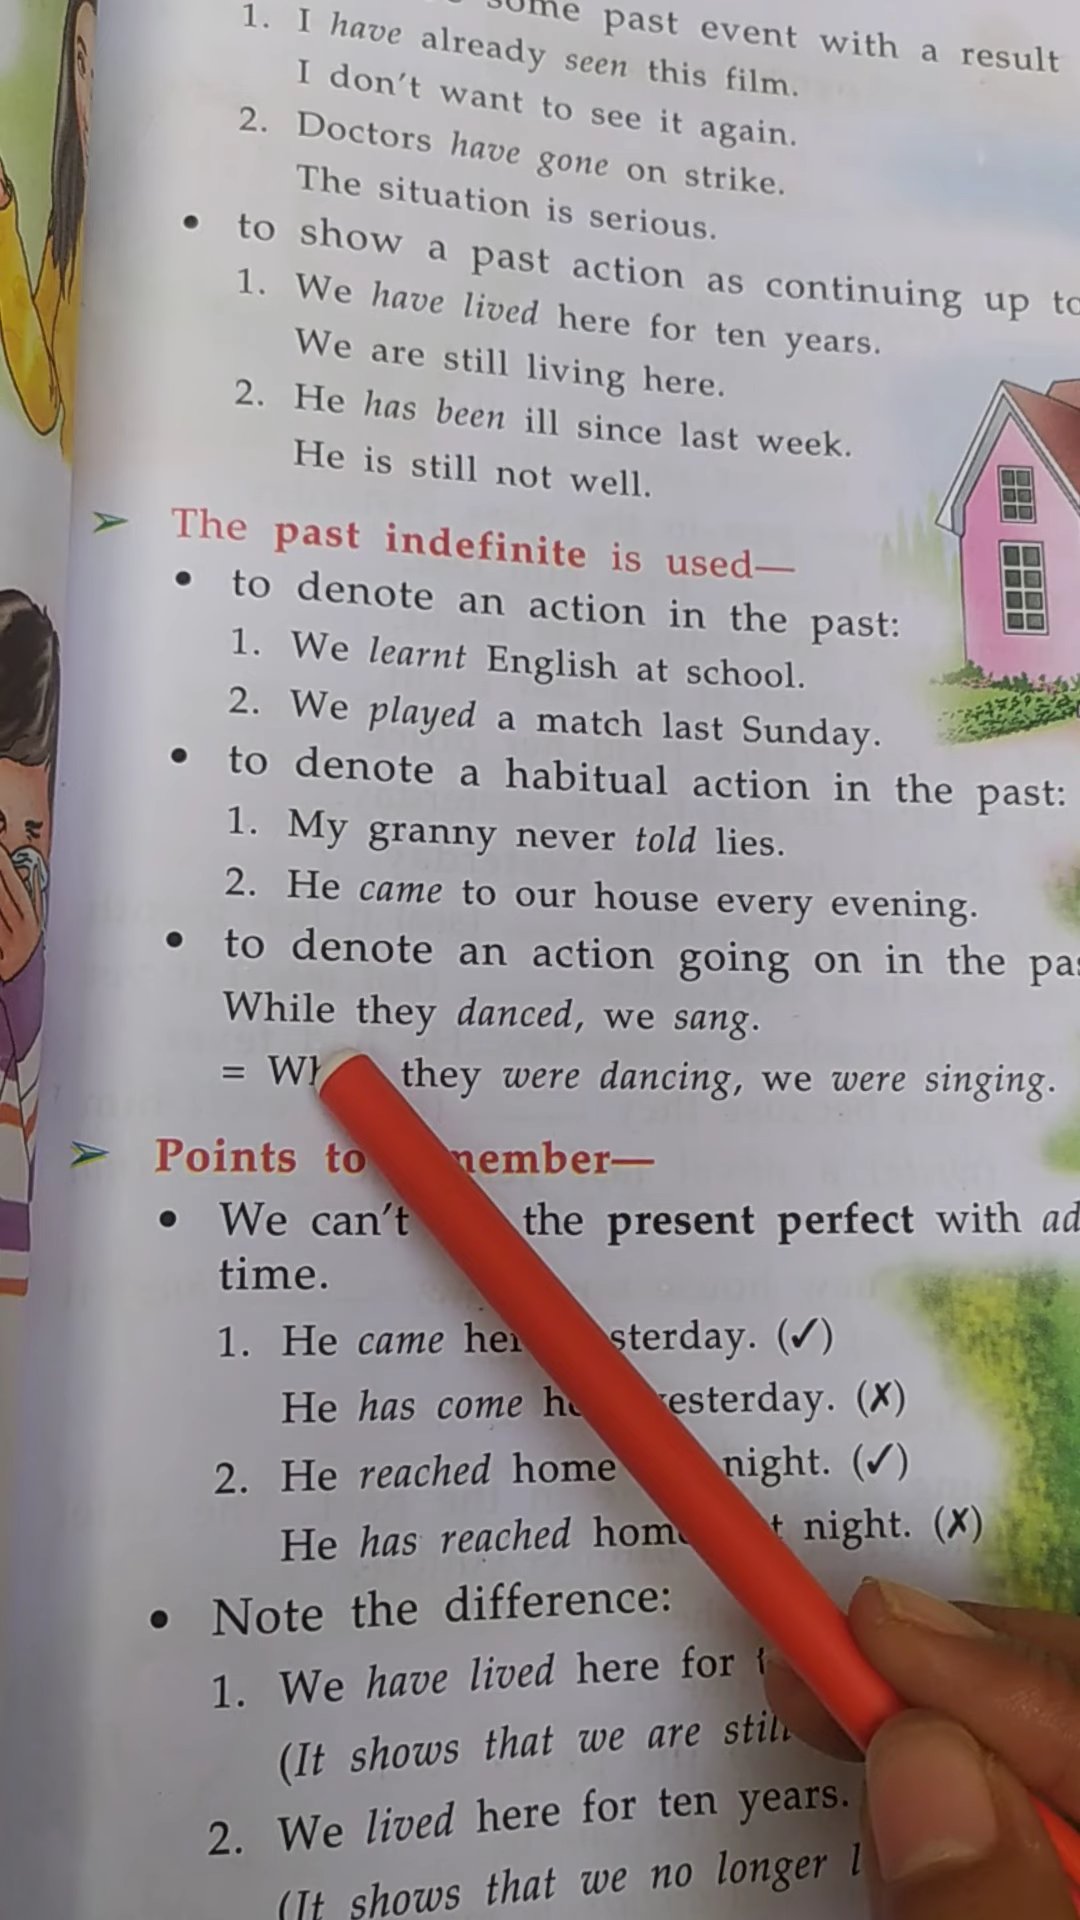 some past event with a result
1. I have already seen this film.
I don't want to see it again.
2. Doctors have gone on strike.
The situation is serious.
• to show a past action as continuing up to
1. We have lived here for ten years.
We are still living here.
2. He has been ill since last week.
He is still not well.
➢ The past indefinite is used—
• to denote an action in the past:
1. We learnt English at school.
2. We played a match last Sunday.
• to denote a habitual action in the past:
1. My granny never told lies.
2. He came to our house every evening.
• to denote an action going on in the
While they danced, we sang.
= they were dancing, we were singing.
➢ Points to
• We can't the present perfect with
time.
1. He came (✓)
He has come (✗)
2. He reached home night. (✓)
He has reached night. (✗)
• Note the difference:
1. We have lived here for
(It shows that we are still
2. We lived here for ten years.
(It shows that we no longer